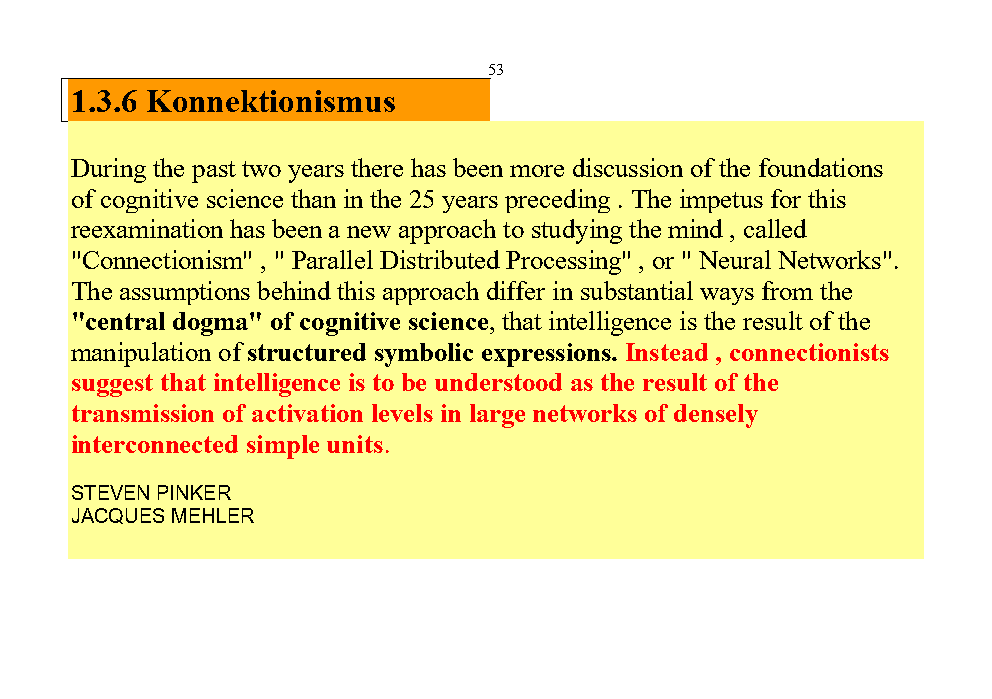 53
1.3.6 Konnektionismus
During the past two years there has been more discussion of the foundations
of cognitive science than in the 25 years preceding . The impetus for this
reexamination has been a new approach to studying the mind , called
"Connectionism" , " Parallel Distributed Processing" , or " Neural Networks".
The assumptions behind this approach differ in substantial ways from the
"central dogma" of cognitive science, that intelligence is the result of the
manipulation of structured symbolic expressions. Instead , connectionists
suggest that intelligence is to be understood as the result of the
transmission of activation levels in large networks of densely
interconnected simple units.
STEVEN PINKER
JACQUES MEHLER